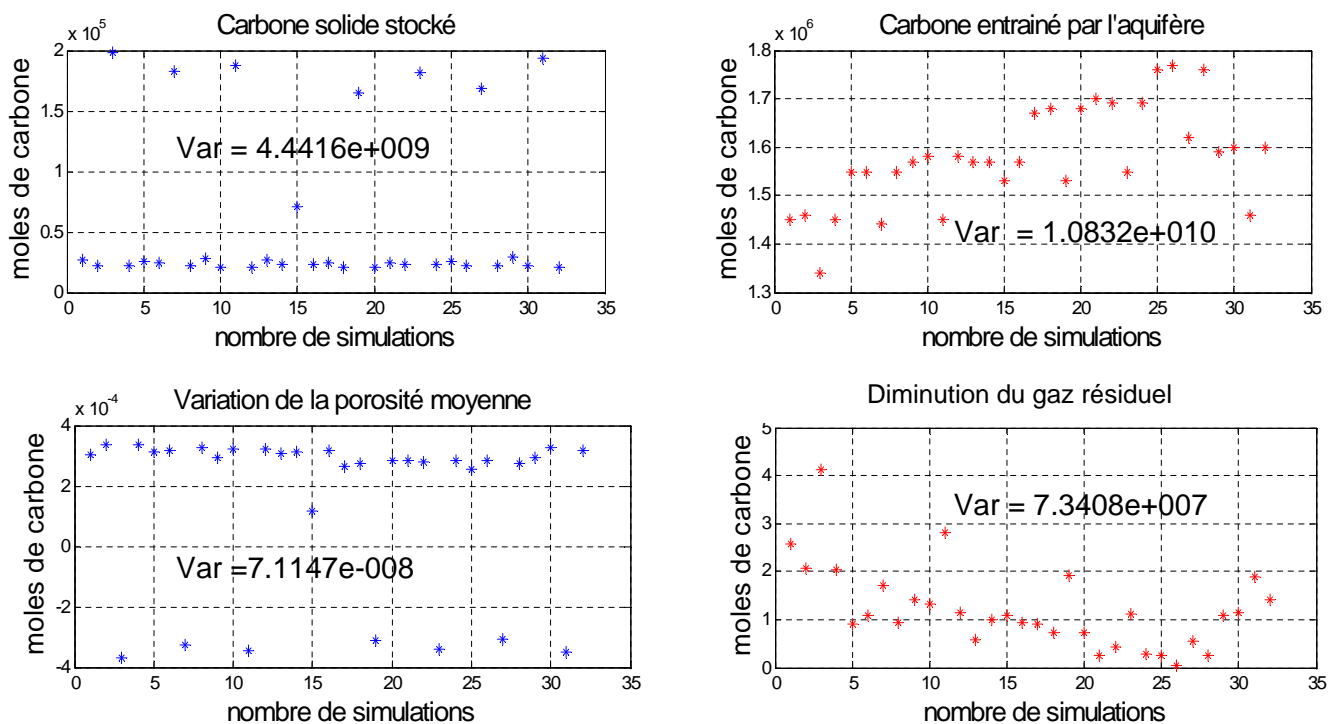 Carbone solide stocké
x 10^5
2
1.5
1
0.5
0
0 5 10 15 20 25 30 35
moles de carbone
nombre de simulations
Var = 4.4416e+009
Carbone entrainé par l'aquifère
x 10^6
1.8
1.7
1.6
1.5
1.4
1.3
0 5 10 15 20 25 30 35
moles de carbone
nombre de simulations
Var = 1.0832e+010
Variation de la porosité moyenne
x 10^-4
4
2
0
-2
-4
0 5 10 15 20 25 30 35
moles de carbone
nombre de simulations
Var =7.1147e-008
Diminution du gaz résiduel
5
4
3
2
1
0
0 5 10 15 20 25 30 35
moles de carbone
nombre de simulations
Var = 7.3408e+007